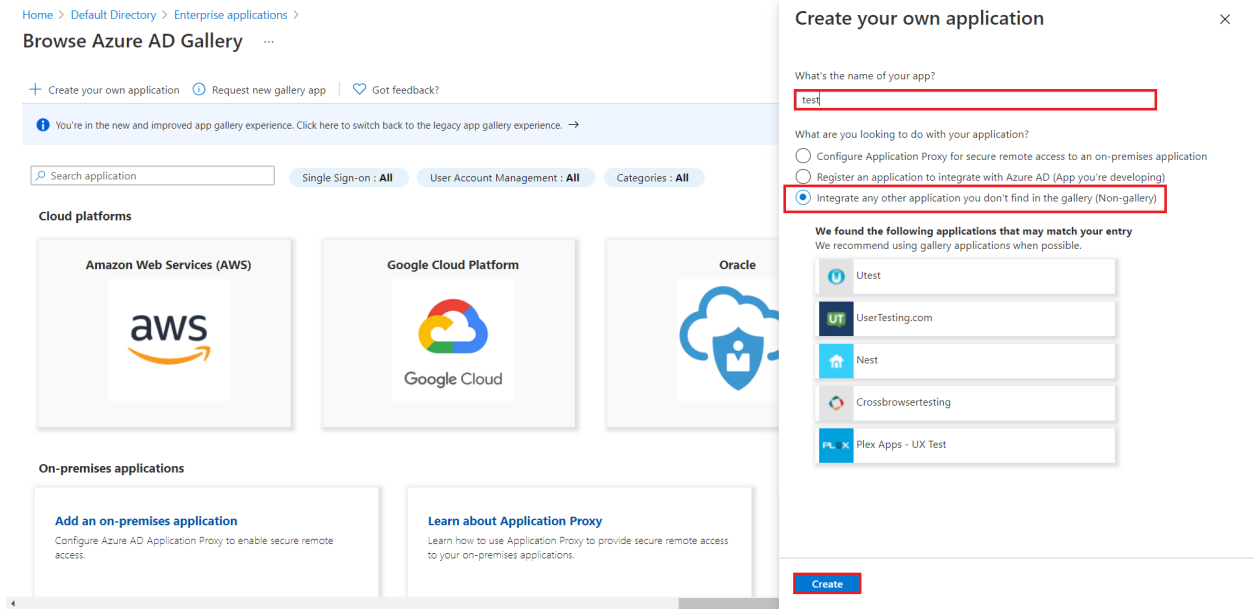 Home > Default Directory > Enterprise applications >
Browse Azure AD Gallery ...
+ Create your own application
Request new gallery app
Got feedback?
You're in the new and improved app gallery experience. Click here to switch back to the legacy app gallery experience. →
Search application
Single Sign-on : All
User Account Management : All
Categories : All
Cloud platforms
Amazon Web Services (AWS)
aws
Google Cloud Platform
Google Cloud
Oracle
On-premises applications
Add an on-premises application
Configure Azure AD Application Proxy to enable secure remote
access.
Learn about Application Proxy
Learn how to use Application Proxy to provide secure remote access
to your on-premises applications.
Create your own application
What's the name of your app?
test
What are you looking to do with your application?
Configure Application Proxy for secure remote access to an on-premises application
Register an application to integrate with Azure AD (App you're developing)
Integrate any other application you don't find in the gallery (Non-gallery)
We found the following applications that may match your entry
We recommend using gallery applications when possible.
Utest
UT
UserTesting.com
Nest
Crossbrowsertesting
PLEX
Plex Apps - UX Test
Create